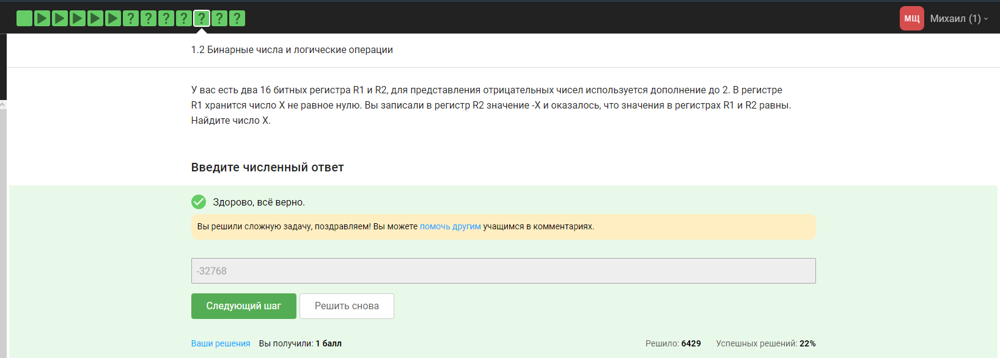 ? ? ? ? ? ? ?
МЩ Михаил (1)
1.2 Бинарные числа и логические операции
У вас есть два 16 битных регистра R1 и R2, для представления отрицательных чисел используется дополнение до 2. В регистре
R1 хранится число X не равное нулю. Вы записали в регистр R2 значение -X и оказалось, что значения в регистрах R1 и R2 равны.
Найдите число X.
Введите численный ответ
Здорово, всё верно.
Вы решили сложную задачу, поздравляем! Вы можете помочь другим учащимся в комментариях.
-32768
Следующий шаг Решить снова
Ваши решения Вы получили: 1 балл Решило: 6429 Успешных решений: 22%